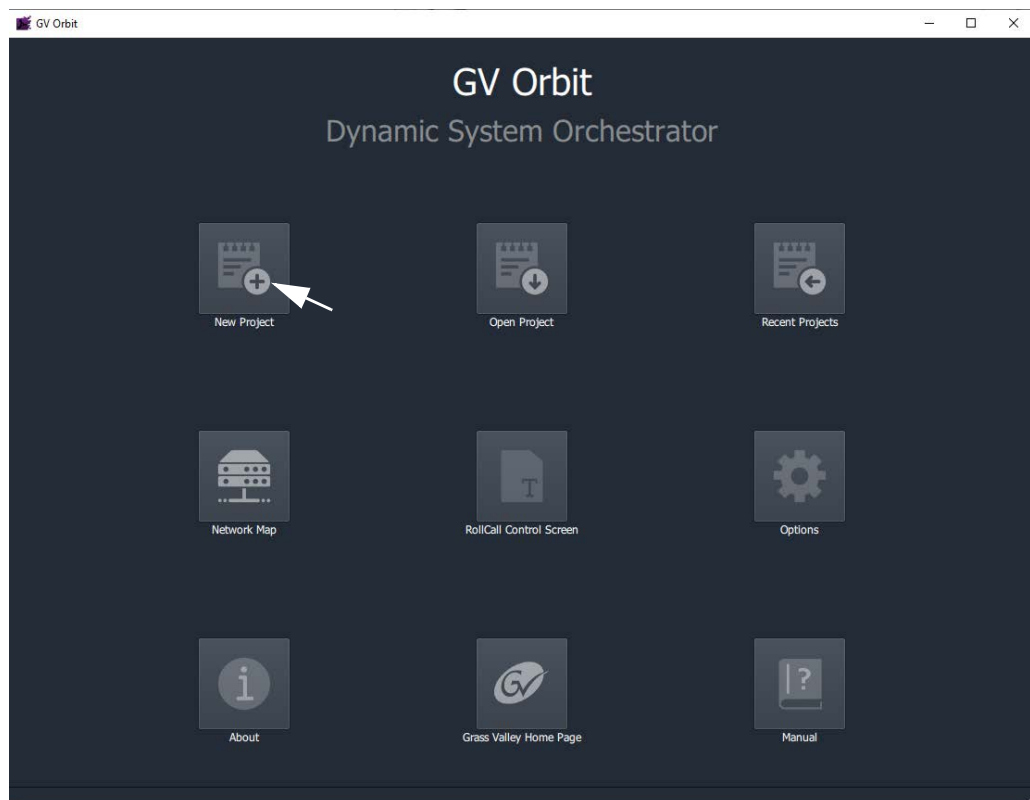 GV Orbit
GV Orbit
Dynamic System Orchestrator
New Project
Open Project
Recent Projects
T
Network Map
RollCall Control Screen
Options
i
GV
?
About
Grass Valley Home Page
Manual